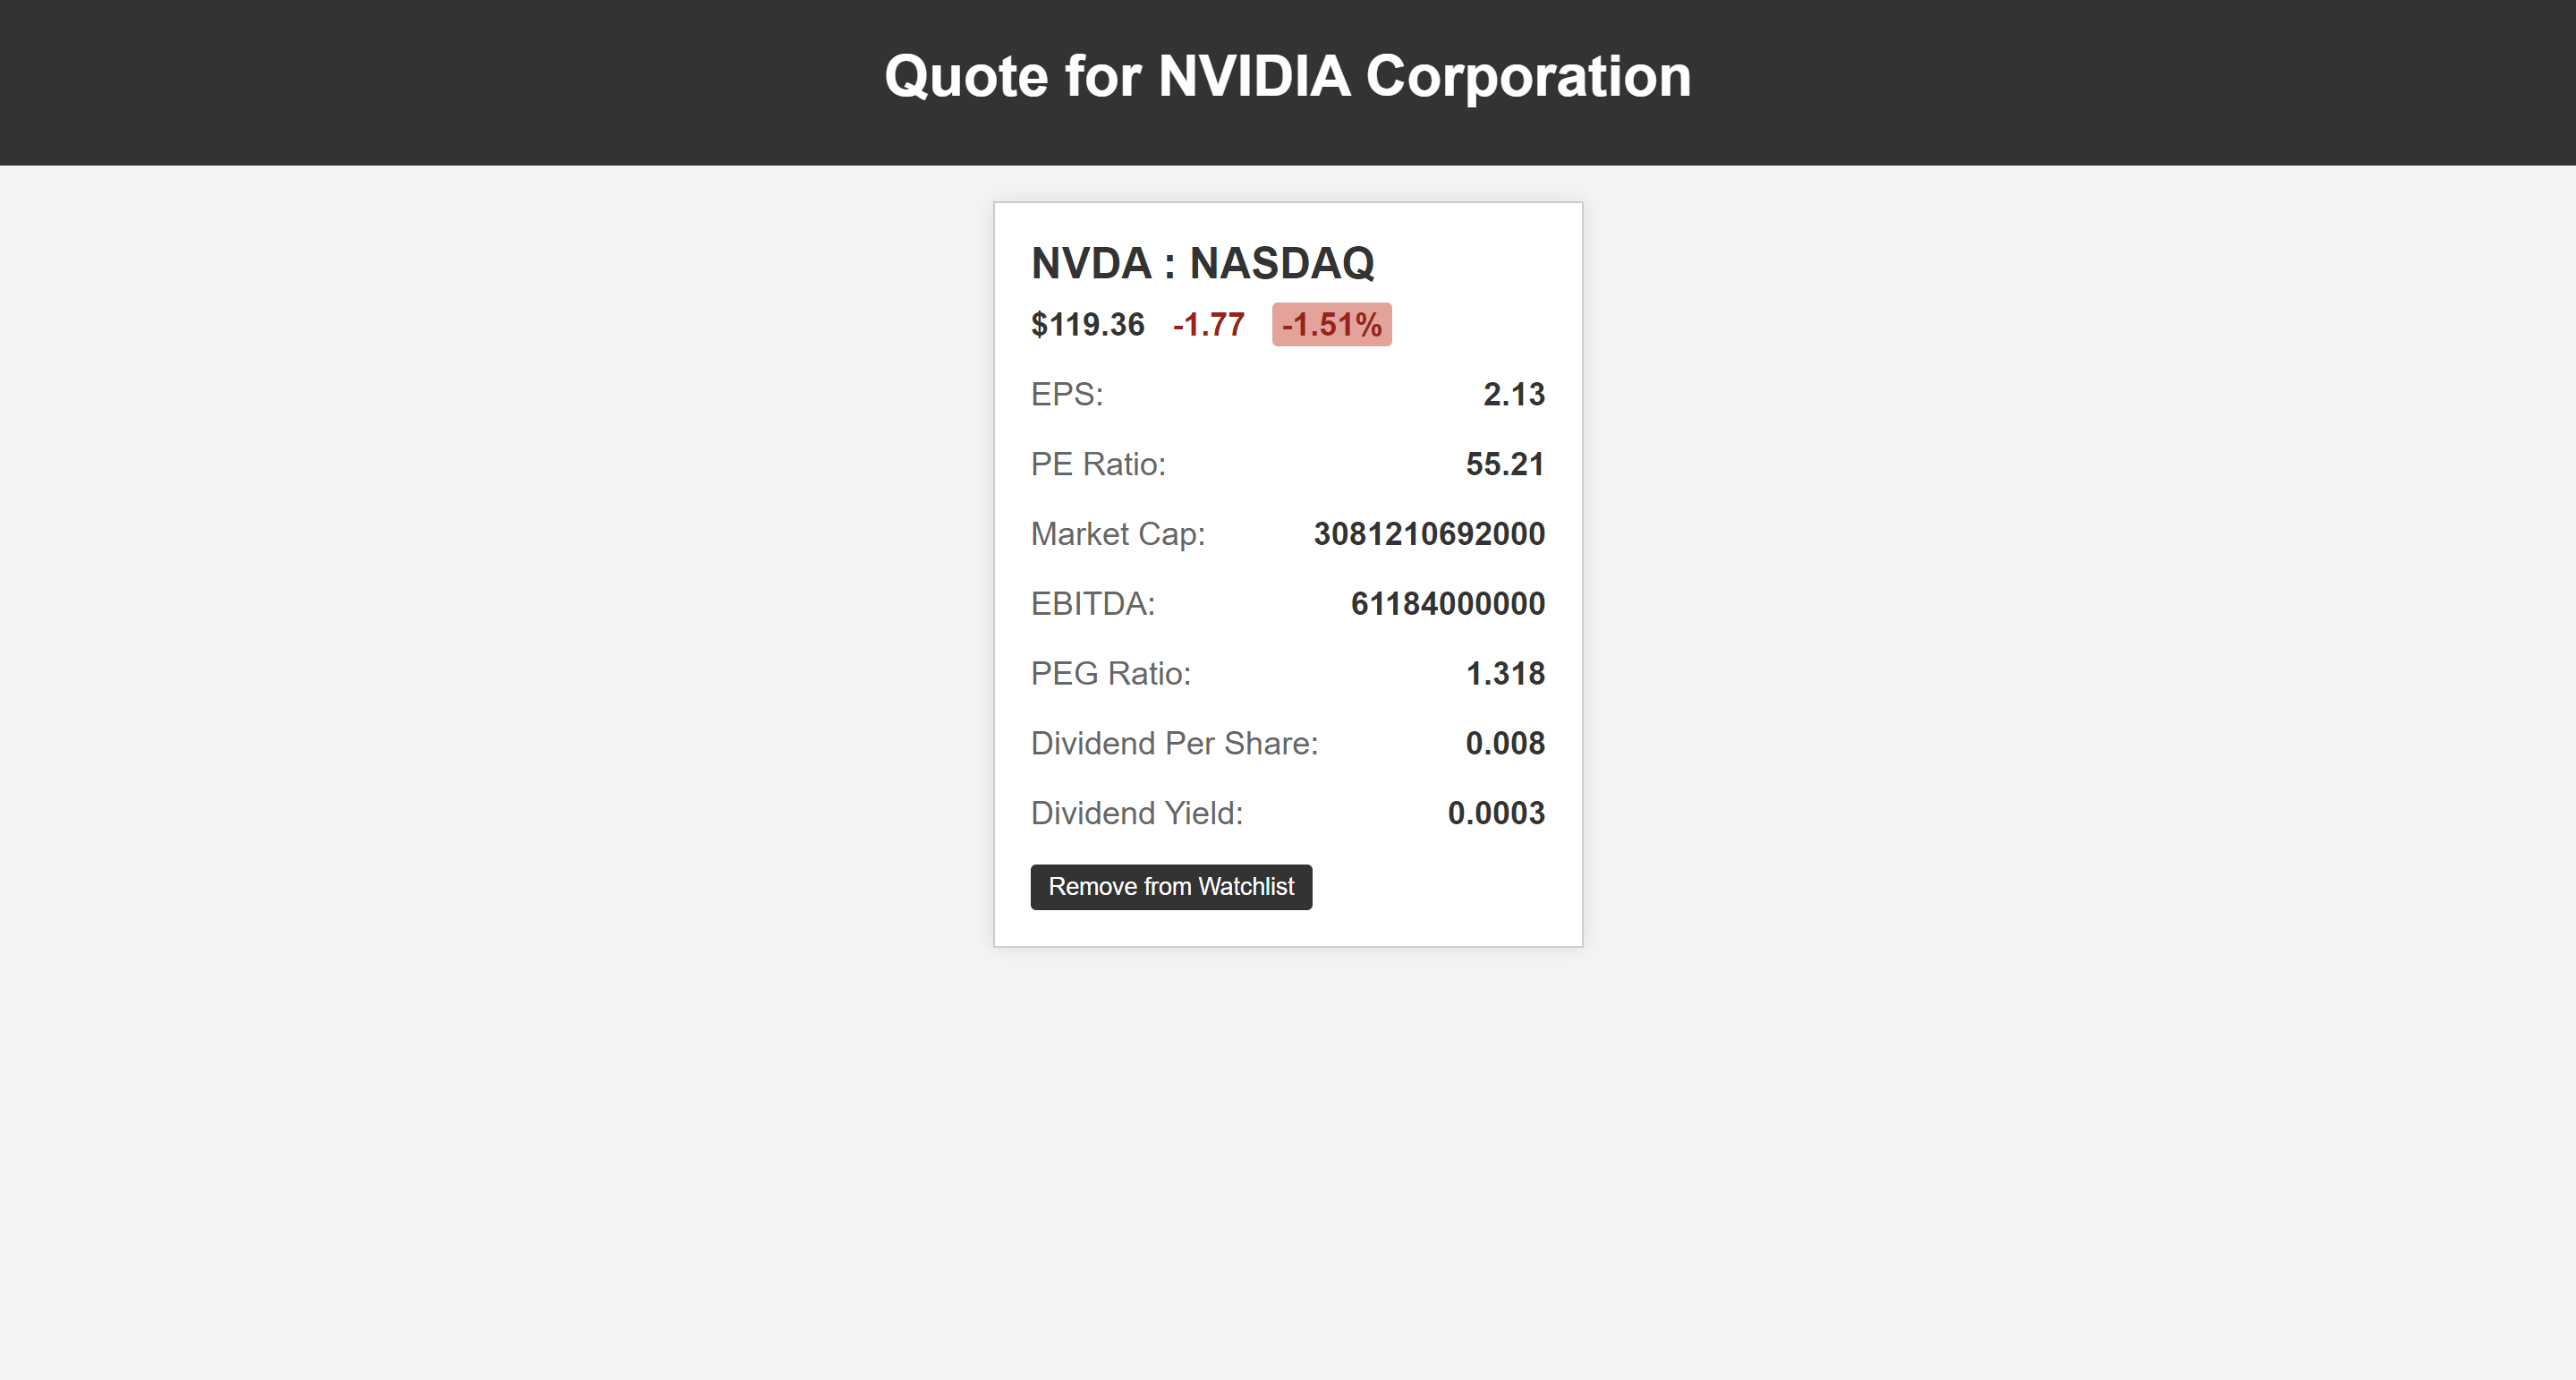 Quote for NVIDIA Corporation
NVDA : NASDAQ
$119.36 -1.77 -1.51%
EPS: 2.13
PE Ratio: 55.21
Market Cap: 3081210692000
EBITDA: 61184000000
PEG Ratio: 1.318
Dividend Per Share: 0.008
Dividend Yield: 0.0003
Remove from Watchlist